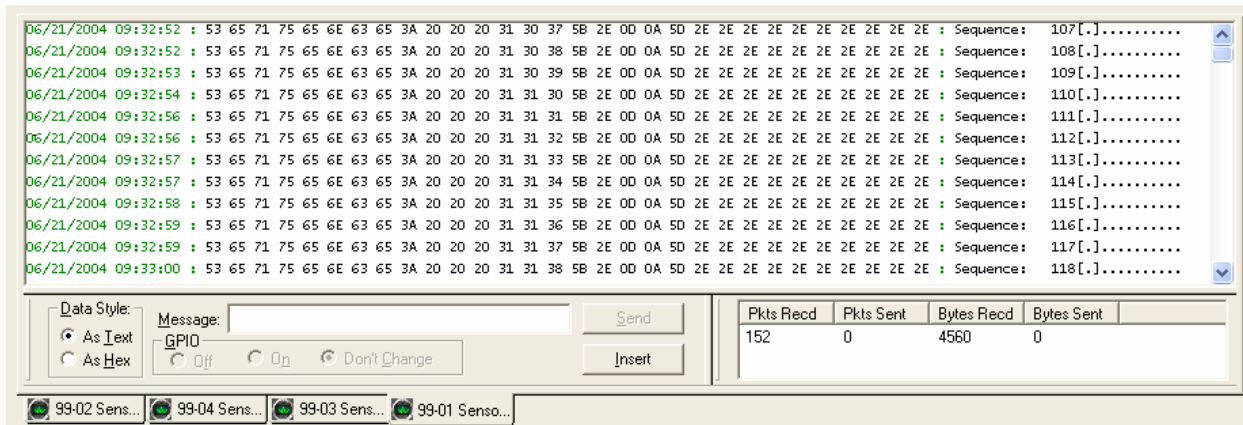 06/21/2004 09:32:52 : 53 65 71 75 65 6E 63 65 3A 20 20 20 31 30 37 5B 2E 0D 0A 5D 2E 2E 2E 2E 2E 2E 2E 2E 2E 2E : Sequence:   107[.]..........
06/21/2004 09:32:52 : 53 65 71 75 65 6E 63 65 3A 20 20 20 31 30 38 5B 2E 0D 0A 5D 2E 2E 2E 2E 2E 2E 2E 2E 2E 2E : Sequence:   108[.]..........
06/21/2004 09:32:53 : 53 65 71 75 65 6E 63 65 3A 20 20 20 31 30 39 5B 2E 0D 0A 5D 2E 2E 2E 2E 2E 2E 2E 2E 2E 2E : Sequence:   109[.]..........
06/21/2004 09:32:54 : 53 65 71 75 65 6E 63 65 3A 20 20 20 31 31 30 5B 2E 0D 0A 5D 2E 2E 2E 2E 2E 2E 2E 2E 2E 2E : Sequence:   110[.]..........
06/21/2004 09:32:56 : 53 65 71 75 65 6E 63 65 3A 20 20 20 31 31 31 5B 2E 0D 0A 5D 2E 2E 2E 2E 2E 2E 2E 2E 2E 2E : Sequence:   111[.]..........
06/21/2004 09:32:56 : 53 65 71 75 65 6E 63 65 3A 20 20 20 31 31 32 5B 2E 0D 0A 5D 2E 2E 2E 2E 2E 2E 2E 2E 2E 2E : Sequence:   112[.]..........
06/21/2004 09:32:57 : 53 65 71 75 65 6E 63 65 3A 20 20 20 31 31 33 5B 2E 0D 0A 5D 2E 2E 2E 2E 2E 2E 2E 2E 2E 2E : Sequence:   113[.]..........
06/21/2004 09:32:57 : 53 65 71 75 65 6E 63 65 3A 20 20 20 31 31 34 5B 2E 0D 0A 5D 2E 2E 2E 2E 2E 2E 2E 2E 2E 2E : Sequence:   114[.]..........
06/21/2004 09:32:58 : 53 65 71 75 65 6E 63 65 3A 20 20 20 31 31 35 5B 2E 0D 0A 5D 2E 2E 2E 2E 2E 2E 2E 2E 2E 2E : Sequence:   115[.]..........
06/21/2004 09:32:59 : 53 65 71 75 65 6E 63 65 3A 20 20 20 31 31 36 5B 2E 0D 0A 5D 2E 2E 2E 2E 2E 2E 2E 2E 2E 2E : Sequence:   116[.]..........
06/21/2004 09:32:59 : 53 65 71 75 65 6E 63 65 3A 20 20 20 31 31 37 5B 2E 0D 0A 5D 2E 2E 2E 2E 2E 2E 2E 2E 2E 2E : Sequence:   117[.]..........
06/21/2004 09:33:00 : 53 65 71 75 65 6E 63 65 3A 20 20 20 31 31 38 5B 2E 0D 0A 5D 2E 2E 2E 2E 2E 2E 2E 2E 2E 2E : Sequence:   118[.]..........
Data Style:
As Text
As Hex
Message:
Send
GPIO
Off On Don't Change
Insert
Pkts Recd Pkts Sent Bytes Recd Bytes Sent
152 0 4560 0
99-02 Sens... 99-04 Sens... 99-03 Sens... 99-01 Senso...